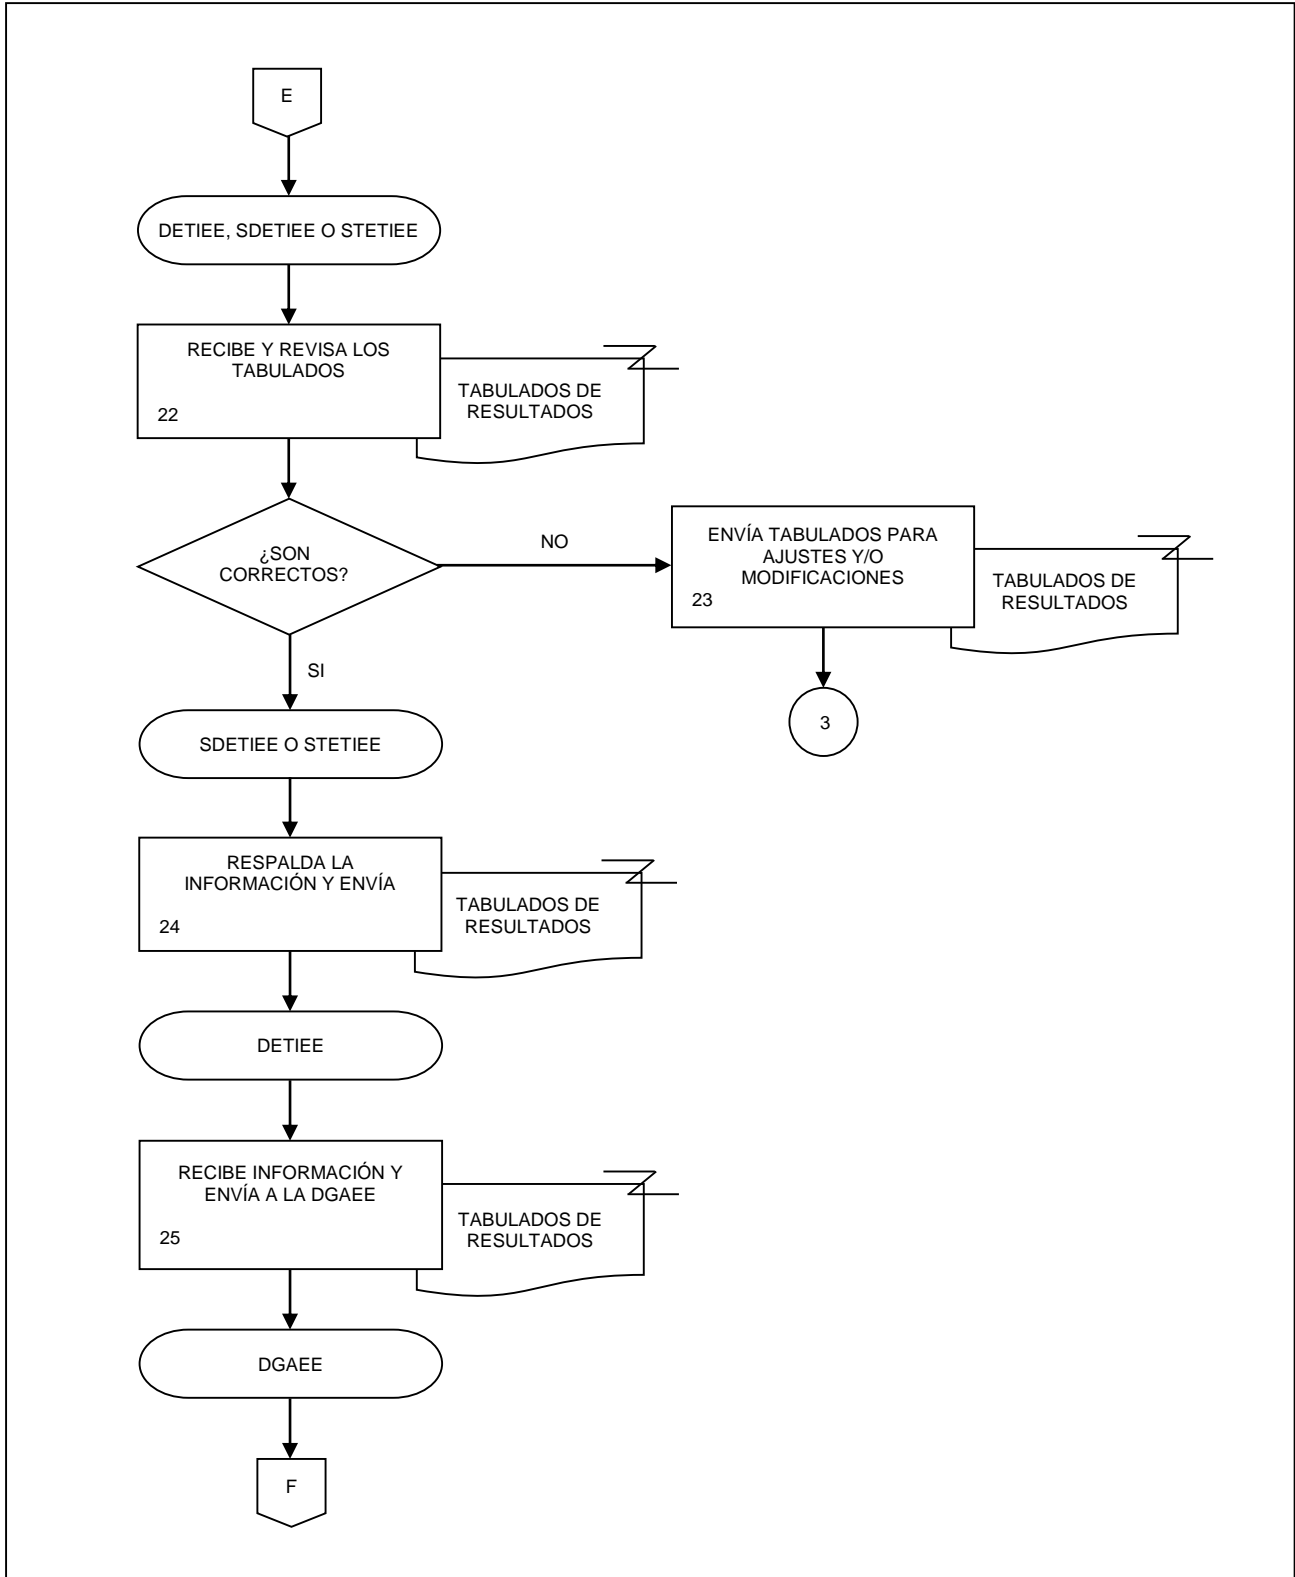 E
DETIEE, SDETIEE O STETIEE
RECIBE Y REVISA LOS
TABULADOS
22
TABULADOS DE
RESULTADOS
¿SON
CORRECTOS?
NO
ENVÍA TABULADOS PARA
AJUSTES Y/O
MODIFICACIONES
23
TABULADOS DE
RESULTADOS
3
SI
SDETIEE O STETIEE
RESPALDA LA
INFORMACIÓN Y ENVÍA
24
TABULADOS DE
RESULTADOS
DETIEE
RECIBE INFORMACIÓN Y
ENVÍA A LA DGAEE
25
TABULADOS DE
RESULTADOS
DGAEE
F